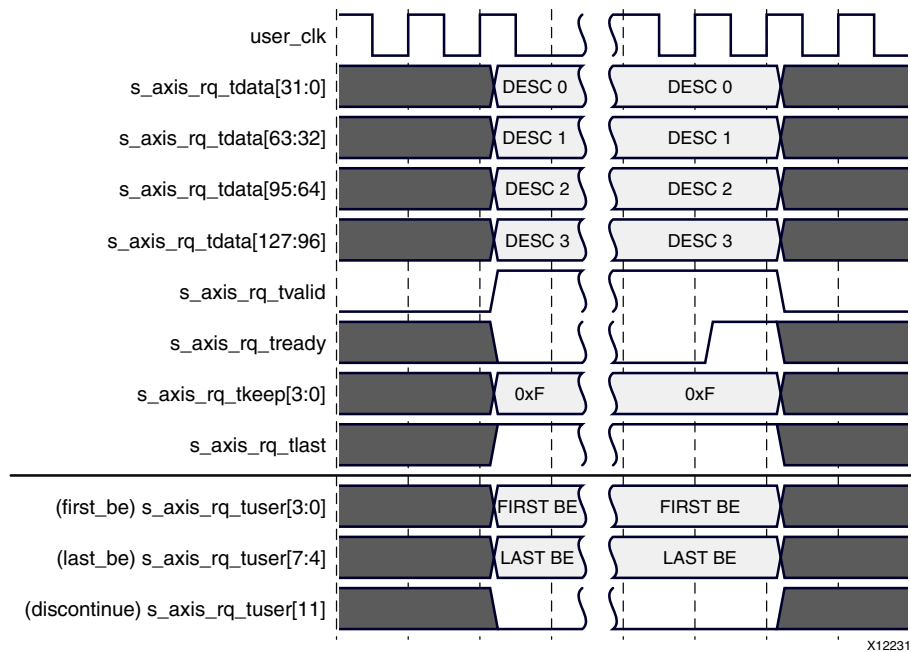 user_clk
s_axis_rq_tdata[31:0] DESC 0 DESC 0
s_axis_rq_tdata[63:32] DESC 1 DESC 1
s_axis_rq_tdata[95:64] DESC 2 DESC 2
s_axis_rq_tdata[127:96] DESC 3 DESC 3
s_axis_rq_tvalid
s_axis_rq_tready
s_axis_rq_tkeep[3:0] 0xF 0xF
s_axis_rq_tlast
(first_be) s_axis_rq_tuser[3:0] FIRST BE FIRST BE
(last_be) s_axis_rq_tuser[7:4] LAST BE LAST BE
(discontinue) s_axis_rq_tuser[11]
X12231